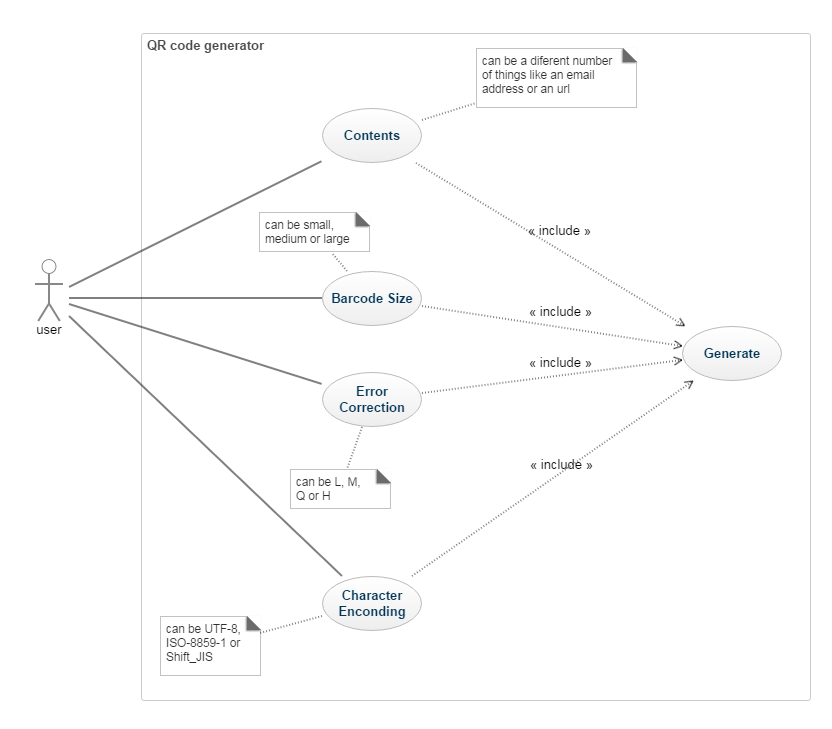 QR code generator
can be a diferent number
of things like an email
address or an url
Contents
« include »
can be small,
medium or large
Barcode Size
« include »
user
Generate
« include »
Error
Correction
« include »
can be L, M,
Q or H
Character
Enconding
can be UTF-8,
ISO-8859-1 or
Shift_JIS